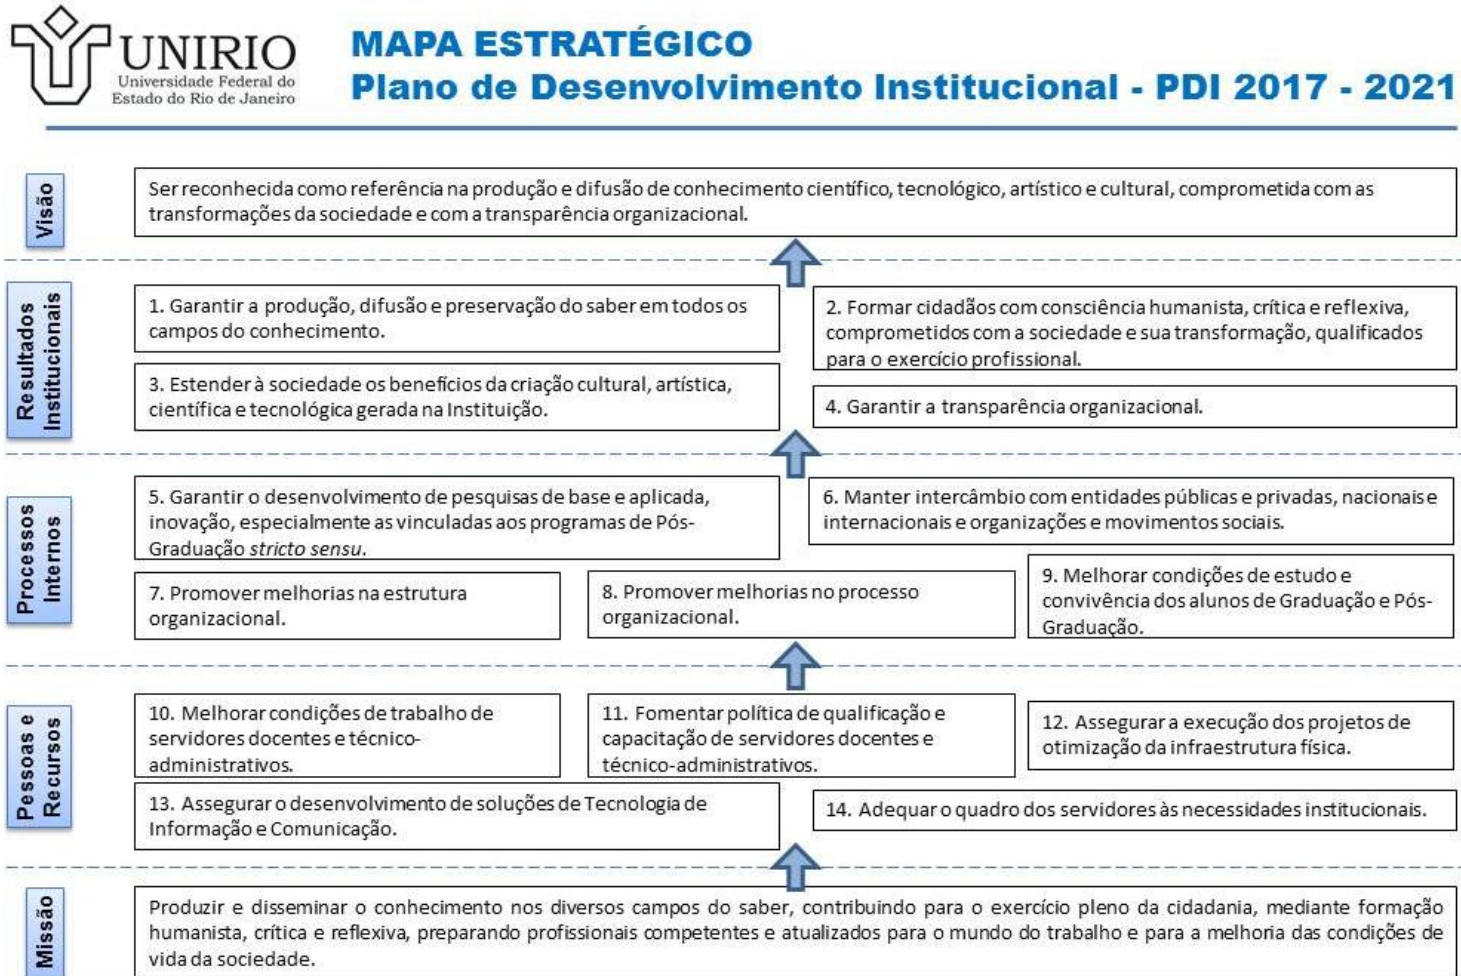 UNIRIO
Universidade Federal do
Estado do Rio de Janeiro
MAPA ESTRATÉGICO
Plano de Desenvolvimento Institucional - PDI 2017 - 2021
Visão
Ser reconhecida como referência na produção e difusão de conhecimento científico, tecnológico, artístico e cultural, comprometida com as
transformações da sociedade e com a transparência organizacional.
Resultados
Institucionais
1. Garantir a produção, difusão e preservação do saber em todos os
campos do conhecimento.
2. Formar cidadãos com consciência humanista, crítica e reflexiva,
comprometidos com a sociedade e sua transformação, qualificados
para o exercício profissional.
3. Estender à sociedade os benefícios da criação cultural, artística,
científica e tecnológica gerada na Instituição.
4. Garantir a transparência organizacional.
Processos
Internos
5. Garantir o desenvolvimento de pesquisas de base e aplicada,
inovação, especialmente as vinculadas aos programas de Pós-
Graduação stricto sensu.
6. Manter intercâmbio com entidades públicas e privadas, nacionais e
internacionais e organizações e movimentos sociais.
7. Promover melhorias na estrutura
organizacional.
8. Promover melhorias no processo
organizacional.
9. Melhorar condições de estudo e
convivência dos alunos de Graduação e Pós-
Graduação.
Pessoas e
Recursos
10. Melhorar condições de trabalho de
servidores docentes e técnico-
administrativos.
11. Fomentar política de qualificação e
capacitação de servidores docentes e
técnico-administrativos.
12. Assegurar a execução dos projetos de
otimização da infraestrutura física.
13. Assegurar o desenvolvimento de soluções de Tecnologia de
Informação e Comunicação.
14. Adequar o quadro dos servidores às necessidades institucionais.
Missão
Produzir e disseminar o conhecimento nos diversos campos do saber, contribuindo para o exercício pleno da cidadania, mediante formação
humanista, crítica e reflexiva, preparando profissionais competentes e atualizados para o mundo do trabalho e para a melhoria das condições de
vida da sociedade.